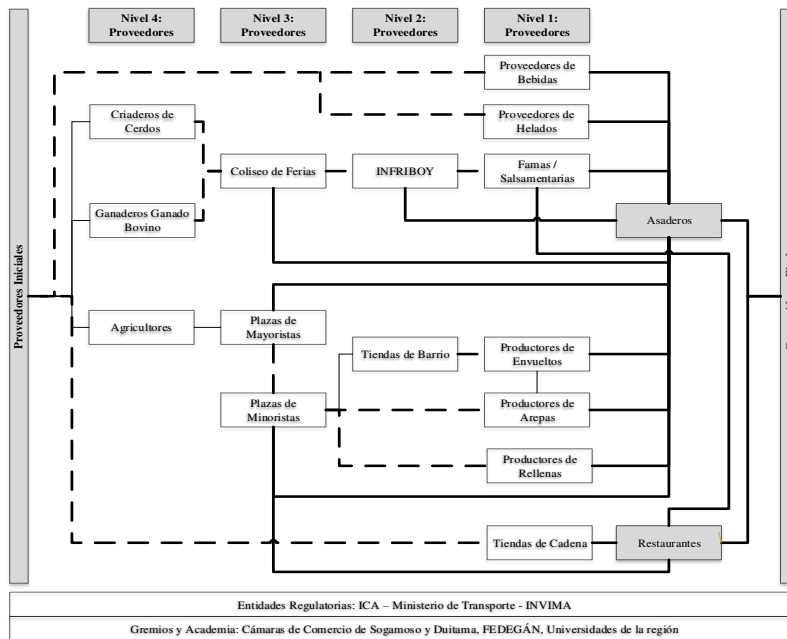 Nivel 4:
Proveedores
Nivel 3:
Proveedores
Nivel 2:
Proveedores
Nivel 1:
Proveedores
Proveedores Iniciales
Proveedores de
Bebidas
Criaderos de
Cerdos
Proveedores de
Helados
Coliseo de Ferias
INFRIBOY
Famas /
Salsamentarias
Ganaderos Ganado
Bovino
Asaderos
Agricultores
Plazas de
Mayoristas
Tiendas de Barrio
Productores de
Envueltos
Plazas de
Minoristas
Productores de
Arepas
Productores de
Rellenas
Tiendas de Cadena
Restaurantes
Entidades Regulatorias: ICA – Ministerio de Transporte - INVIMA
Gremios y Academia: Cámaras de Comercio de Sogamoso y Duitama, FEDEGÁN, Universidades de la región